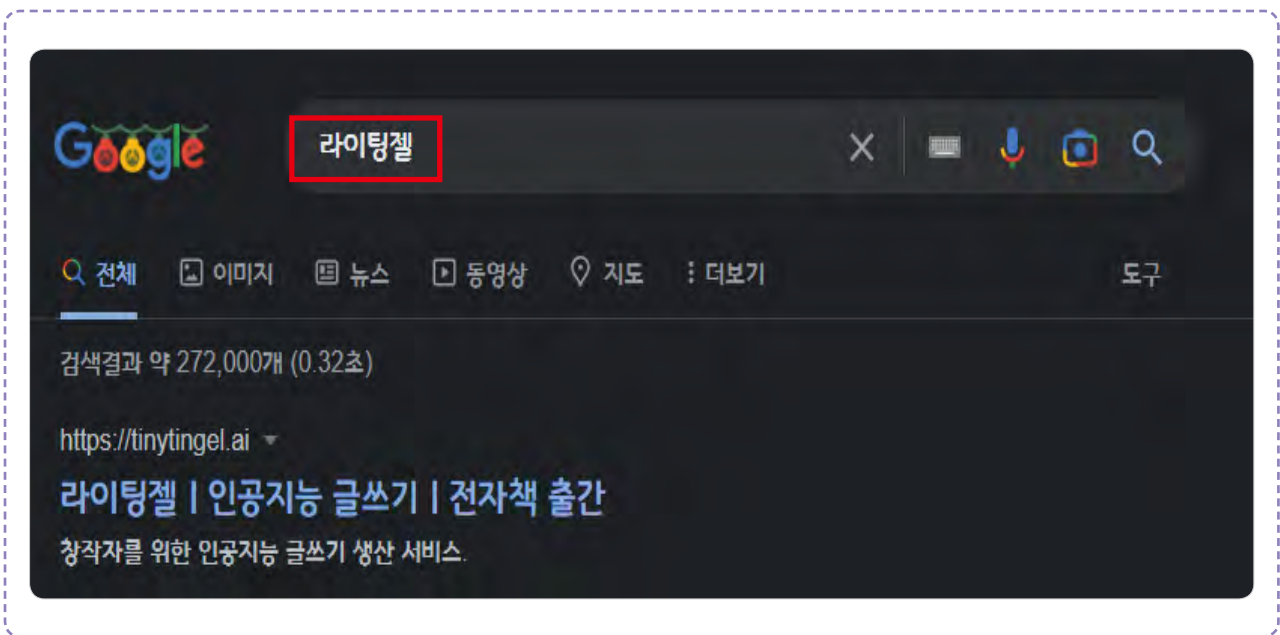 Google 라이팅젤
전체 이미지 뉴스 동영상 지도 더보기 도구
검색결과 약 272,000개 (0.32초)
https://tinytingel.ai
라이팅젤 | 인공지능 글쓰기 | 전자책 출간
창작자를 위한 인공지능 글쓰기 생산 서비스.